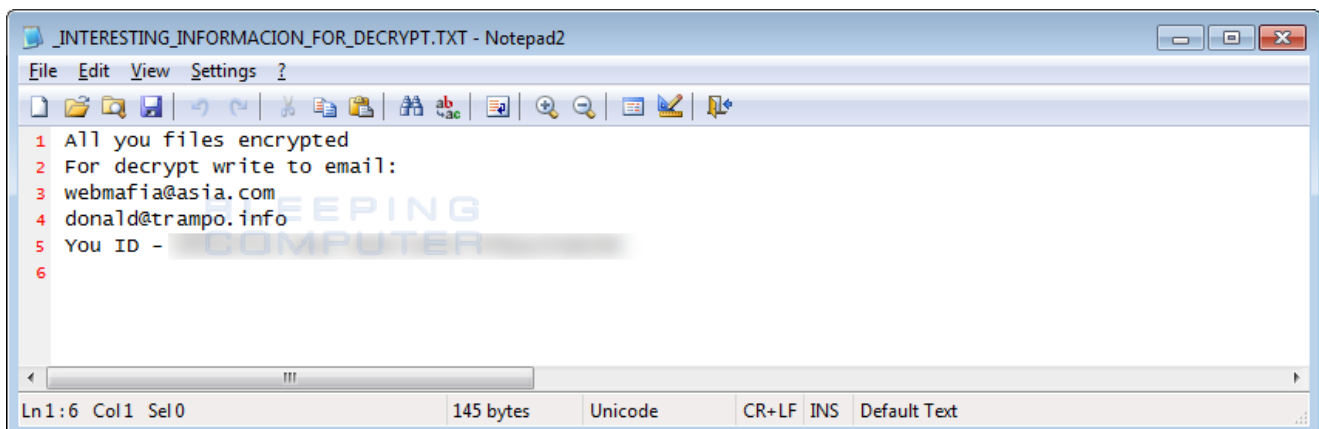 _INTERESTING_INFORMACION_FOR_DECRYPT.TXT - Notepad2
File Edit View Settings ?
1 All you files encrypted
2 For decrypt write to email:
3 webmafia@asia.com
BLEEPING
4 donald@trampo.info
COMPUTER
5 You ID -
6
Ln 1 : 6 Col 1 Sel 0 145 bytes Unicode CR+LF INS Default Text